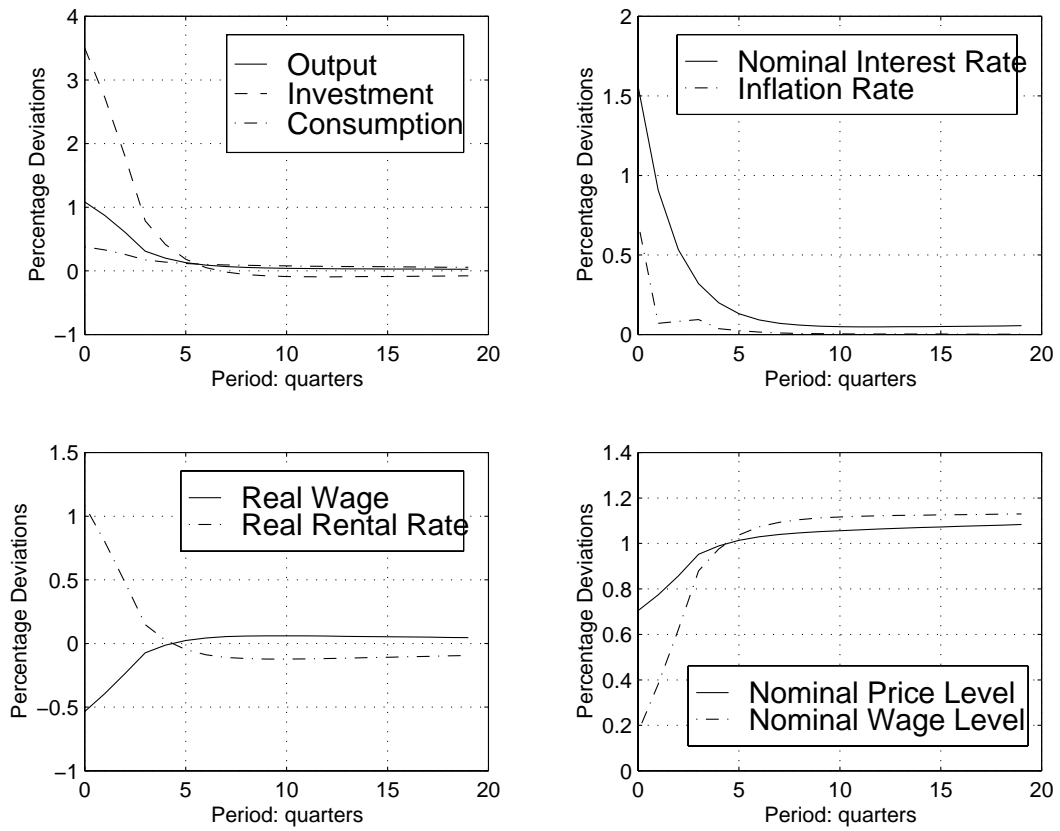 4
3
2
1
0
−1
Percentage Deviations
Output
Investment
Consumption
0 5 10 15 20
Period: quarters
2
1.5
1
0.5
0
Percentage Deviations
Nominal Interest Rate
Inflation Rate
0 5 10 15 20
Period: quarters
1.5
1
0.5
0
−0.5
−1
Percentage Deviations
Real Wage
Real Rental Rate
0 5 10 15 20
Period: quarters
1.4
1.2
1
0.8
0.6
0.4
0.2
0
Percentage Deviations
Nominal Price Level
Nominal Wage Level
0 5 10 15 20
Period: quarters